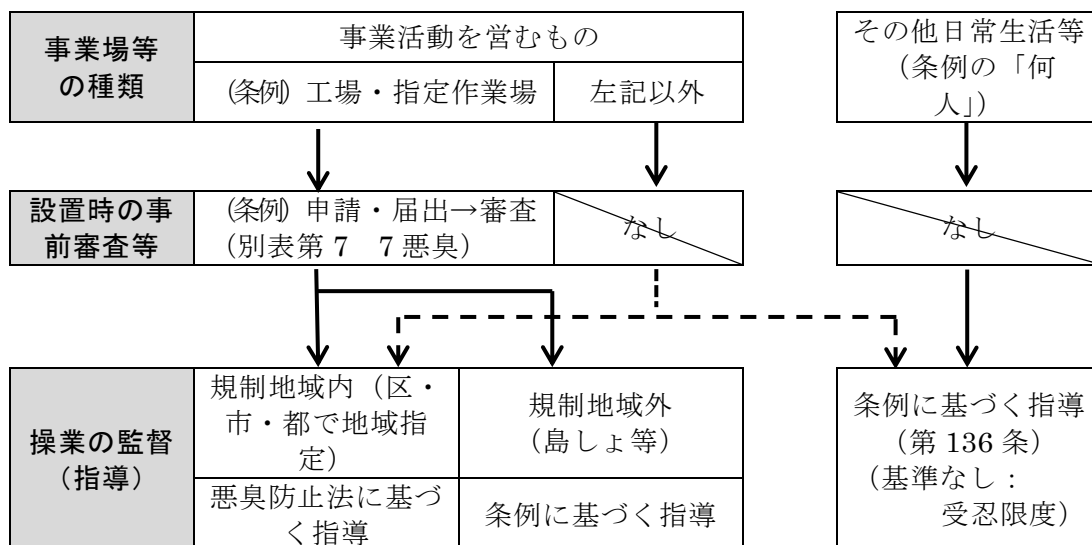 事業場等
の種類
事業活動を営むもの
（条例）工場・指定作業場
左記以外
その他日常生活等
（条例の「何
人」）
設置時の事
前審査等
（条例）申請・届出→審査
（別表第7　7悪臭）
なし
なし
操業の監督
（指導）
規制地域内（区・
市・都で地域指
定）
規制地域外
（島しょ等）
悪臭防止法に基づ
く指導
条例に基づく指導
条例に基づく指導
（第136条）
（基準なし：
受忍限度）